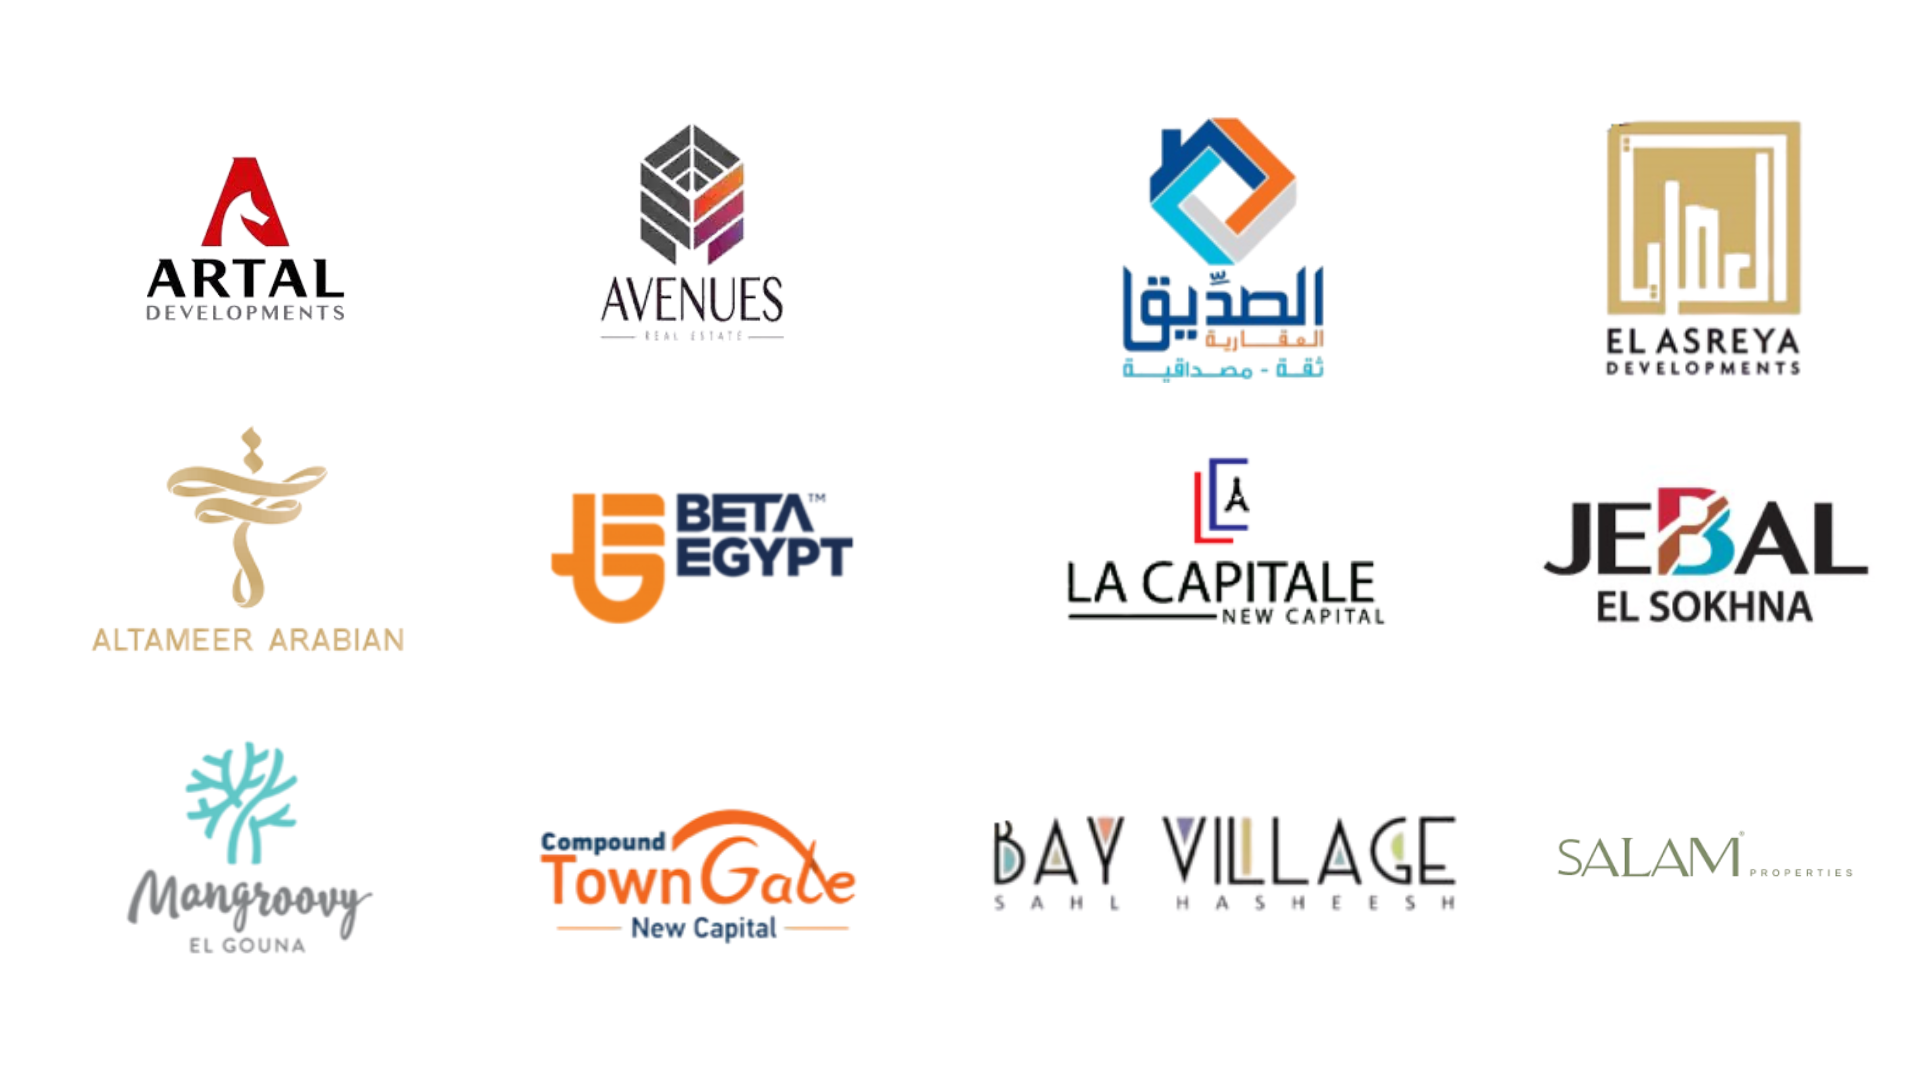 ARTAL
DEVELOPMENTS
AVENUES
REAL ESTATE
الصدّيق
العقارية
ثقة - مصداقية
EL ASREYA
DEVELOPMENTS
ALTAMEER ARABIAN
BETA™
EGYPT
LA CAPITALE
NEW CAPITAL
JEBAL
EL SOKHNA
Mangroovy
EL GOUNA
Compound
Town Gate
New Capital
BAY VILLAGE
SAHL HASHEESH
SALAM®
PROPERTIES